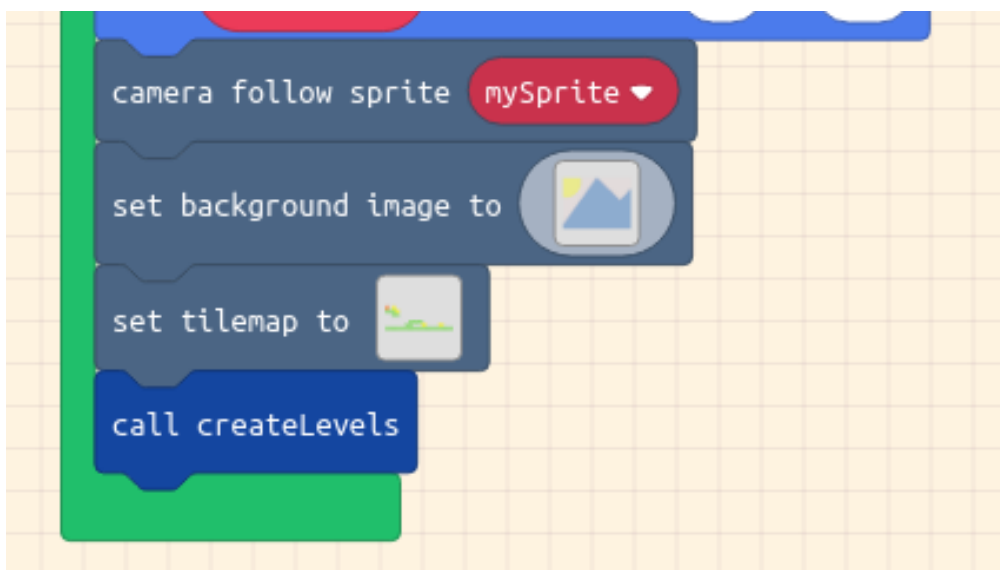 camera follow sprite mySprite
set background image to
set tilemap to
call createLevels